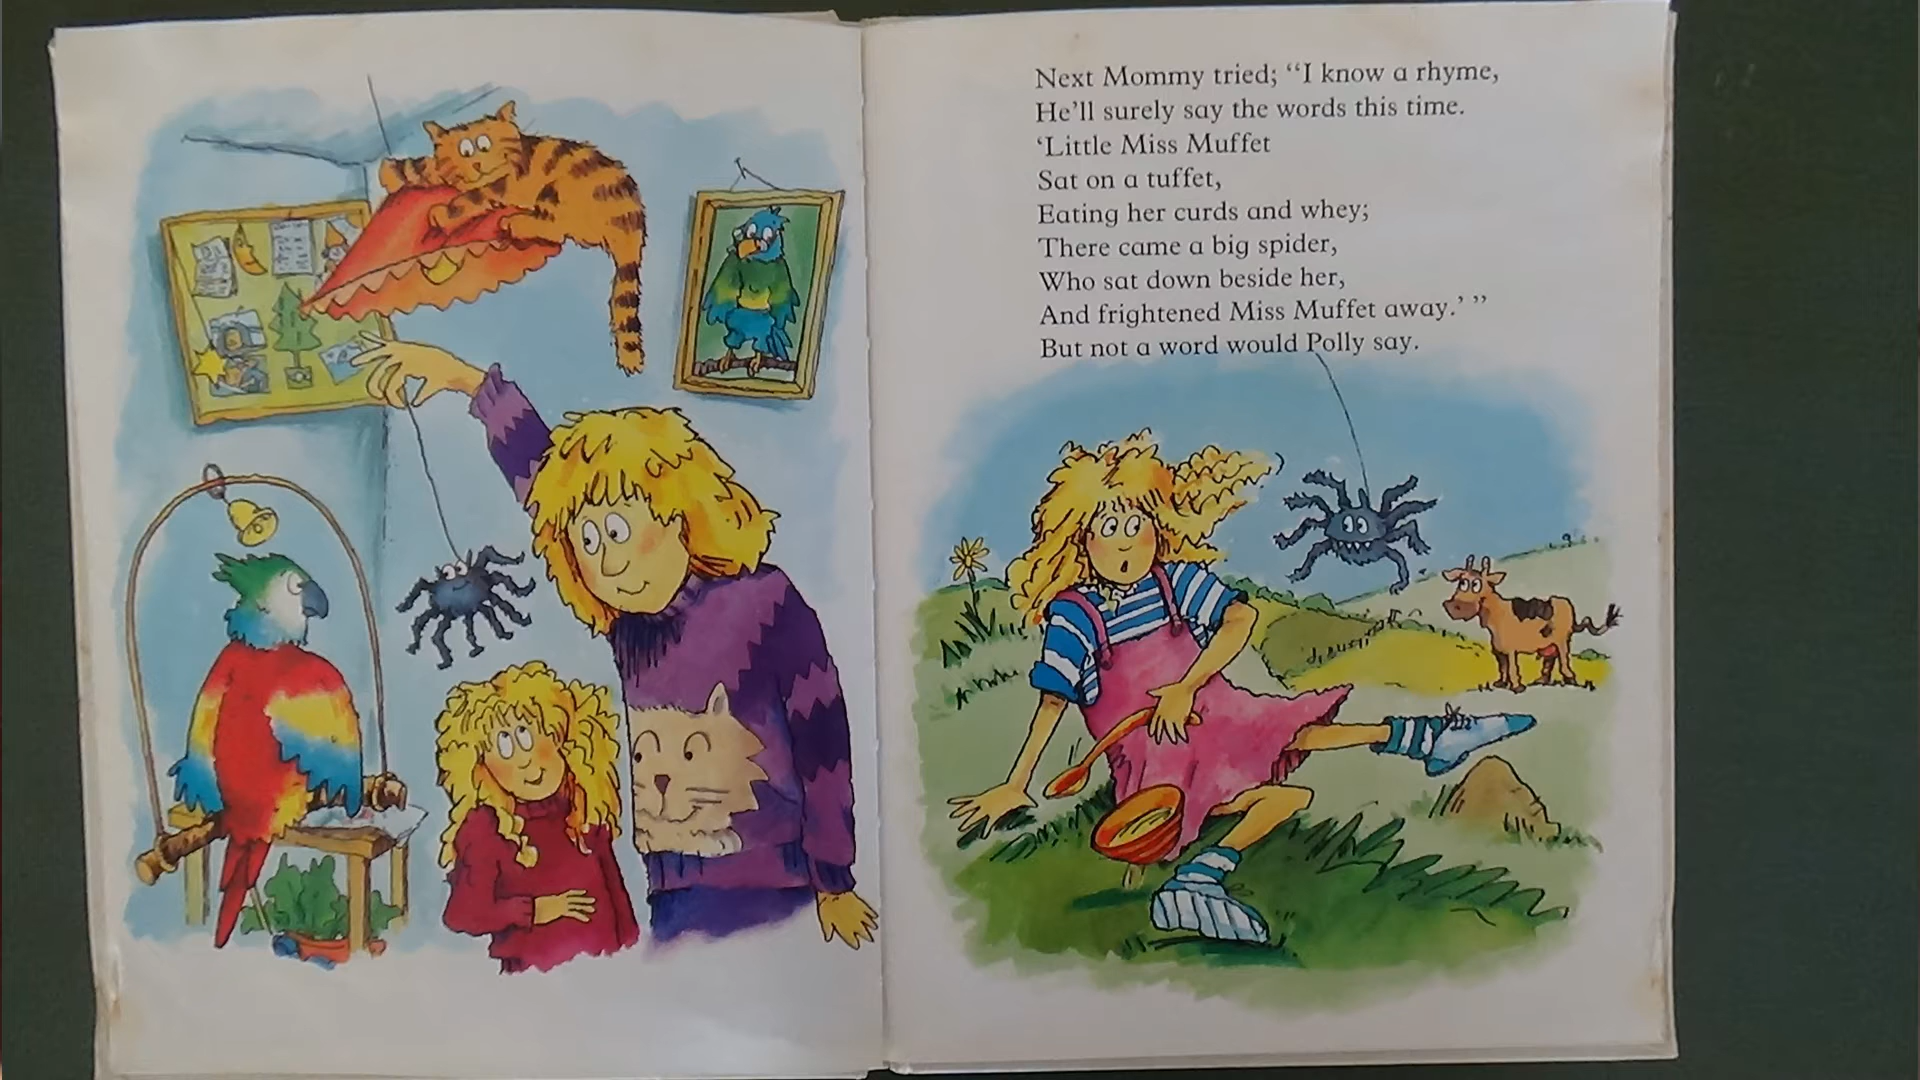 Next Mommy tried; “I know a rhyme,
He’ll surely say the words this time.
‘Little Miss Muffet
Sat on a tuffet,
Eating her curds and whey;
There came a big spider,
Who sat down beside her,
And frightened Miss Muffet away.’ ”
But not a word would Polly say.